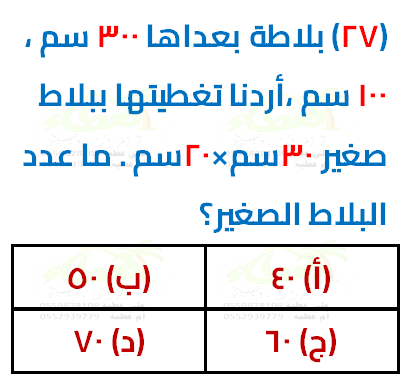 (٢٧) بلاطة بعداها ٣٠٠ سم ،
١٠٠ سم ،أردنا تغطيتها ببلاط
صغير ٣٠سم×٢٠سم . ما عدد
البلاط الصغير؟
(أ) ٤٠
(ب) ٥٠
(ج) ٦٠
(د) ٧٠